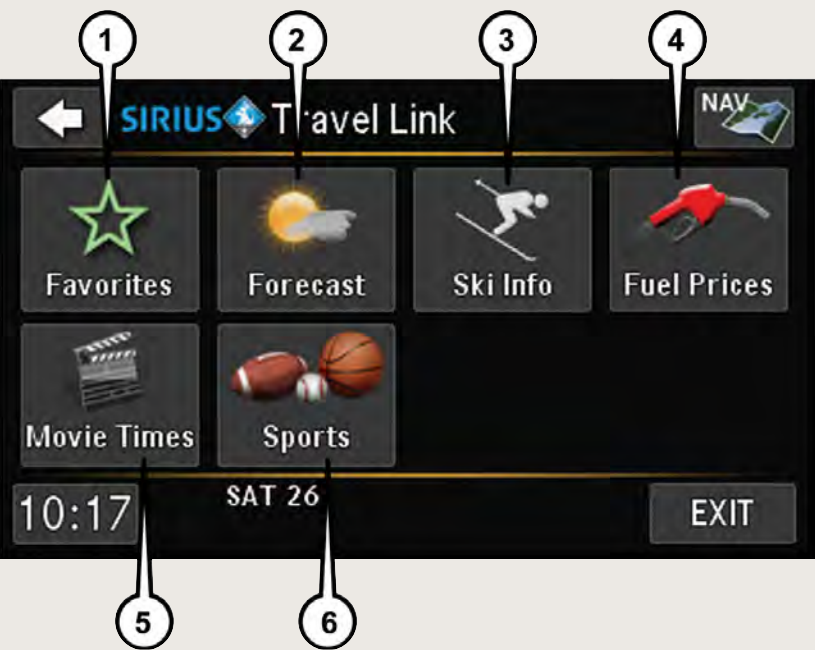 1 2 3 4
SIRIUS Travel Link NAV
Favorites Forecast Ski Info Fuel Prices
Movie Times Sports
10:17 SAT 26 EXIT
5 6